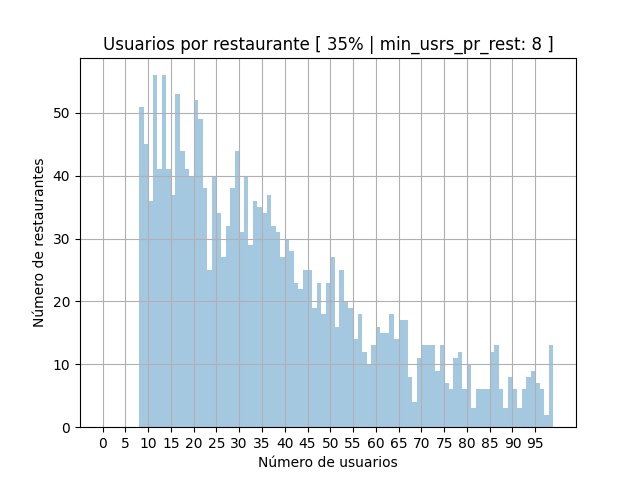 Usuarios por restaurante [ 35% | min_usrs_pr_rest: 8 ]
Número de restaurantes
50
40
30
20
10
0
0 5 10 15 20 25 30 35 40 45 50 55 60 65 70 75 80 85 90 95
Número de usuarios